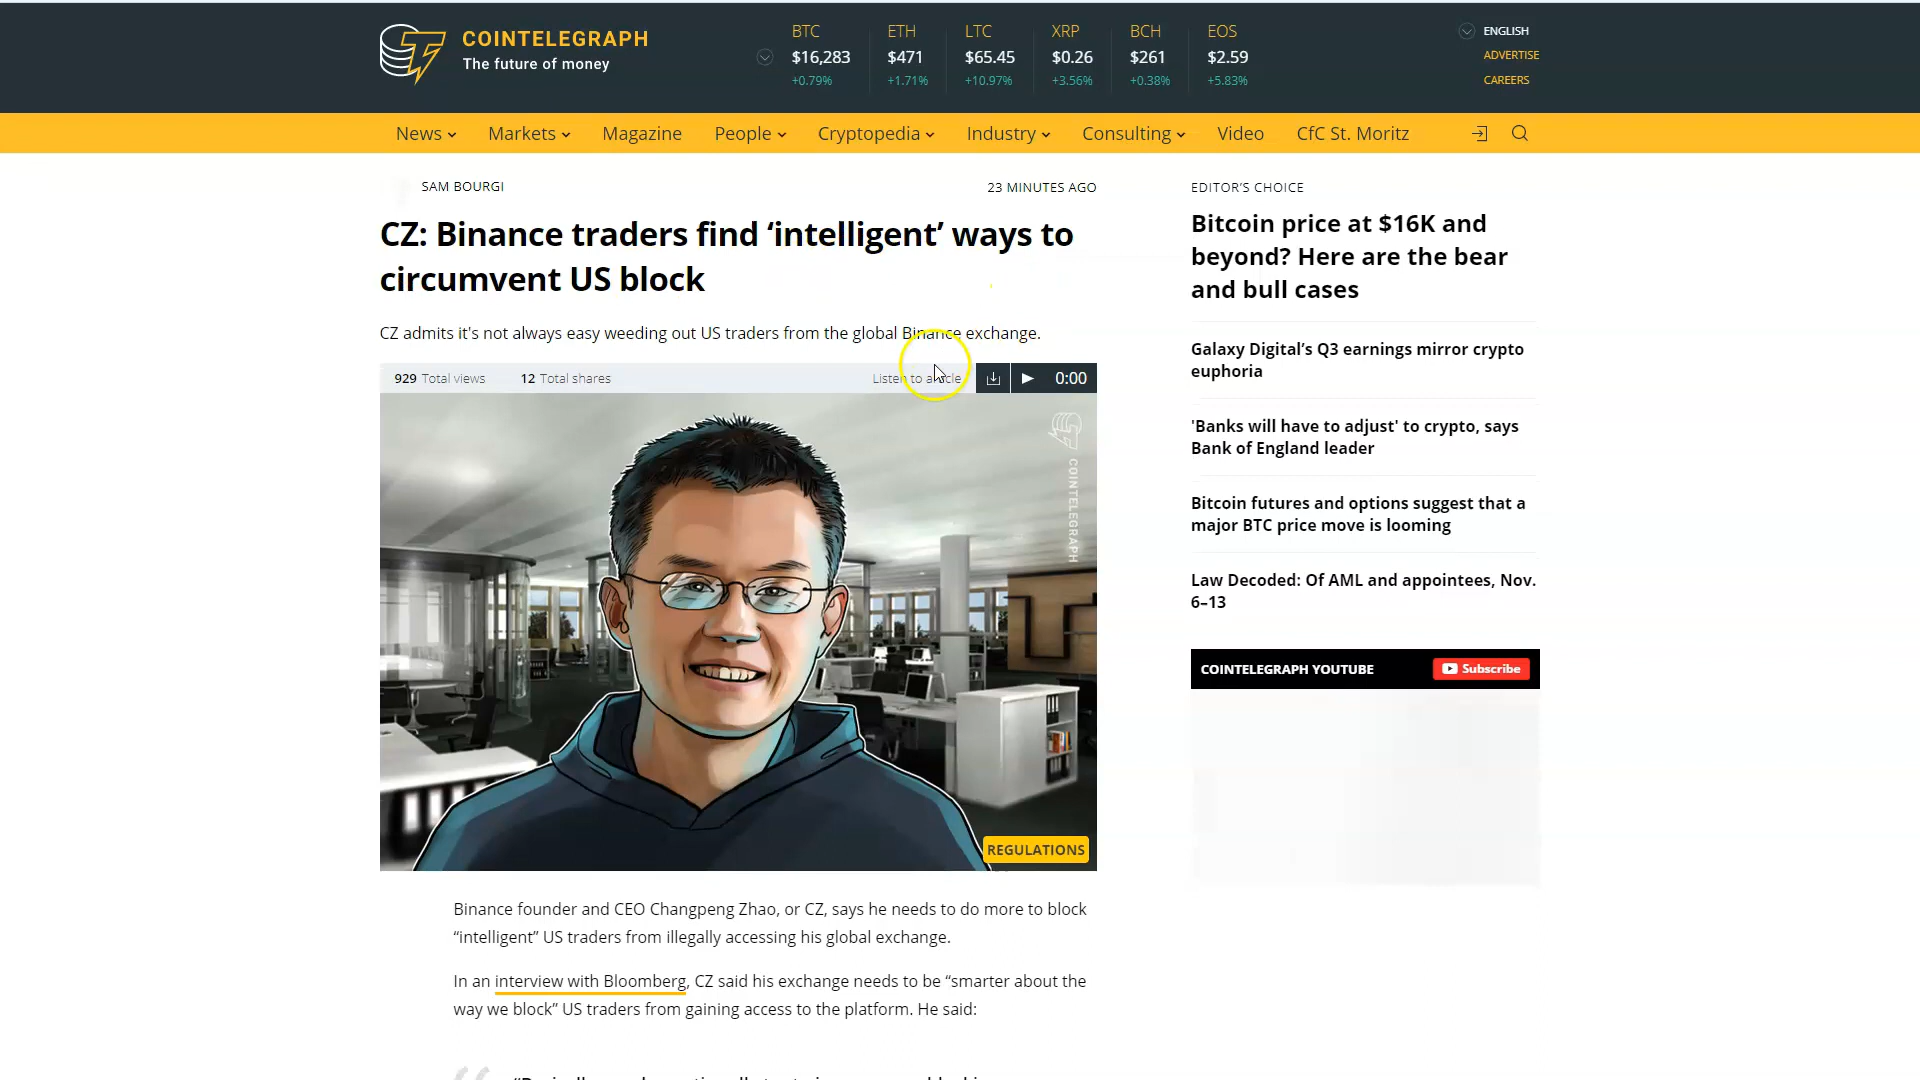 COINTELEGRAPH
The future of money
BTC
$16,283
+0.79%
ETH
$471
+1.71%
LTC
$65.45
+10.97%
XRP
$0.26
+3.56%
BCH
$261
+0.38%
EOS
$2.59
+5.83%
ENGLISH
ADVERTISE
CAREERS
News Markets Magazine People Cryptopedia Industry Consulting Video CfC St. Moritz
SAM BOURGI
23 MINUTES AGO
CZ: Binance traders find ‘intelligent’ ways to
circumvent US block
CZ admits it's not always easy weeding out US traders from the global Binance exchange.
929 Total views 12 Total shares Listen to article 0:00
COINTELEGRAPH
REGULATIONS
Binance founder and CEO Changpeng Zhao, or CZ, says he needs to do more to block
“intelligent” US traders from illegally accessing his global exchange.
In an interview with Bloomberg, CZ said his exchange needs to be “smarter about the
way we block” US traders from gaining access to the platform. He said:
EDITOR’S CHOICE
Bitcoin price at $16K and
beyond? Here are the bear
and bull cases
Galaxy Digital’s Q3 earnings mirror crypto
euphoria
'Banks will have to adjust' to crypto, says
Bank of England leader
Bitcoin futures and options suggest that a
major BTC price move is looming
Law Decoded: Of AML and appointees, Nov.
6–13
COINTELEGRAPH YOUTUBE
Subscribe